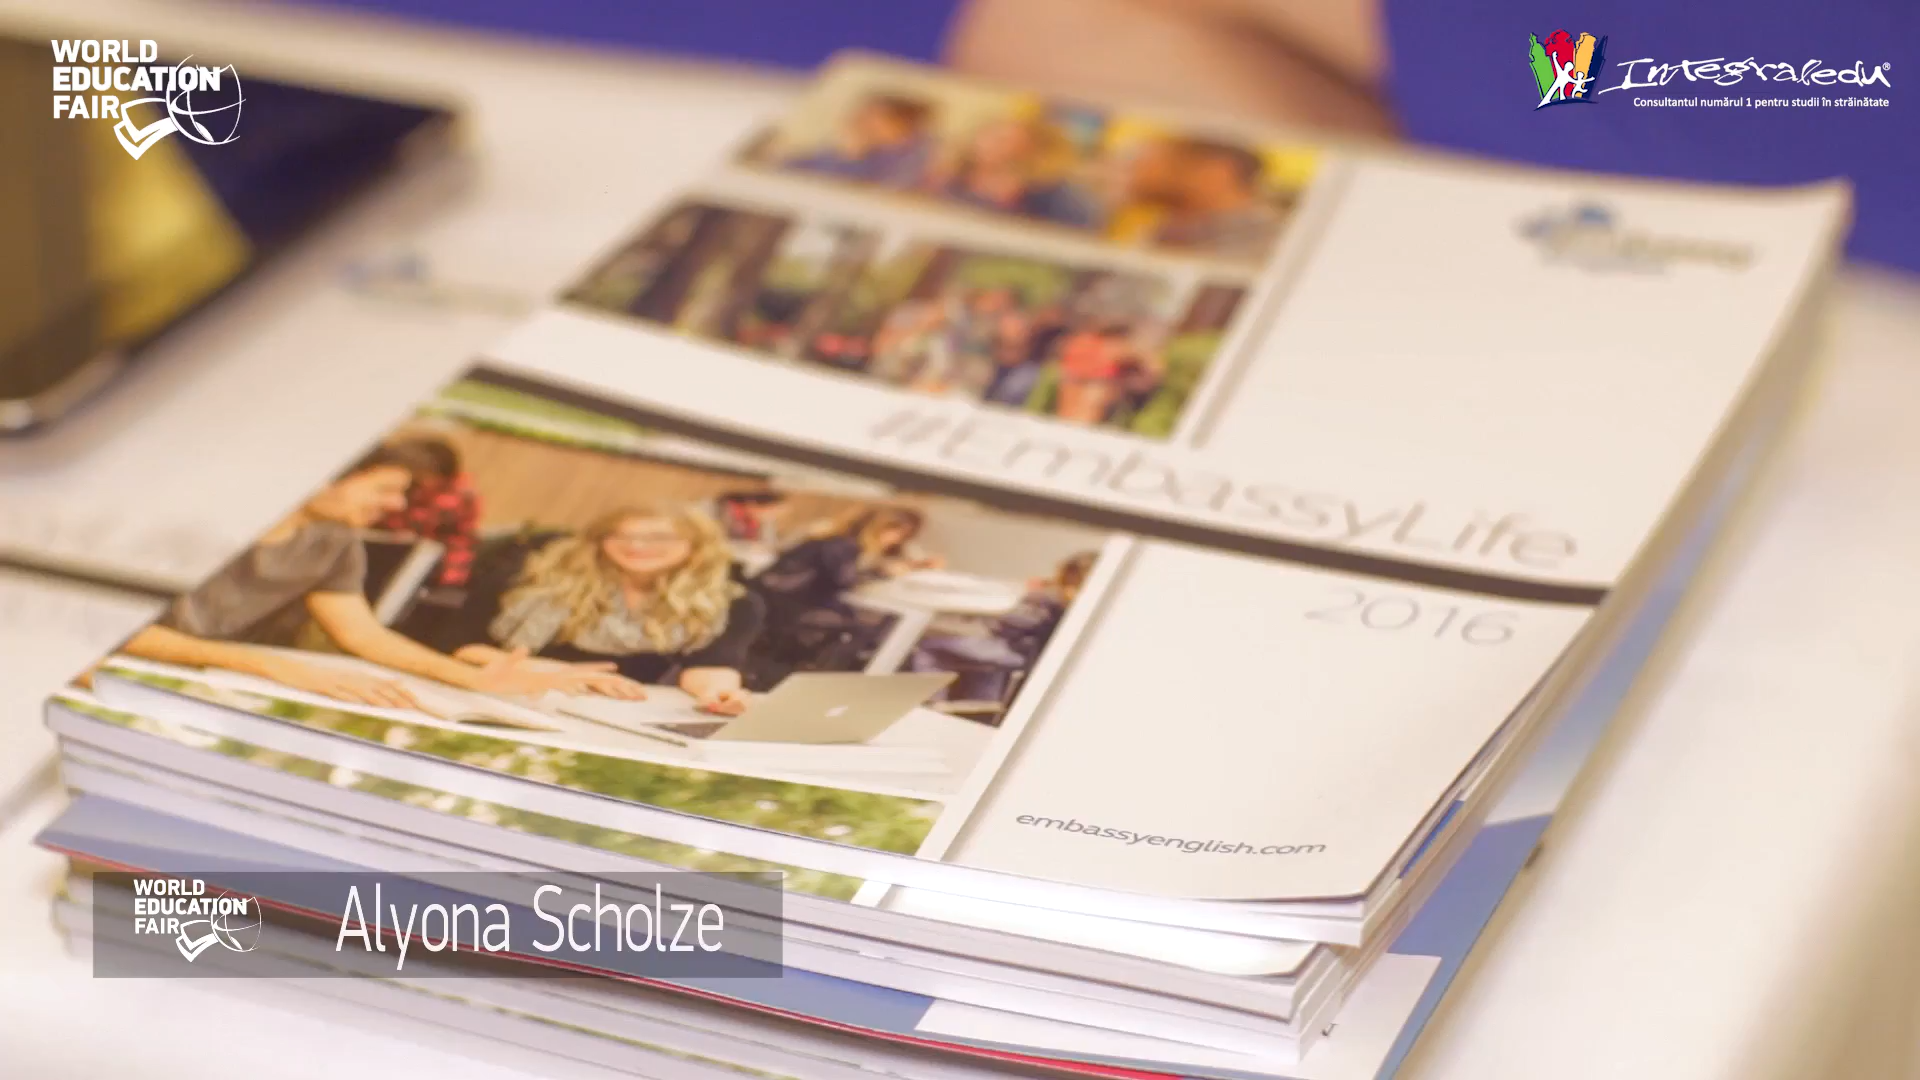 WORLD
EDUCATION
FAIR
Integraledu®
Consultantul numărul 1 pentru studii în străinătate
#EmbassyLife
2016
embassyenglish.com
WORLD
EDUCATION
FAIR
Alyona Scholze